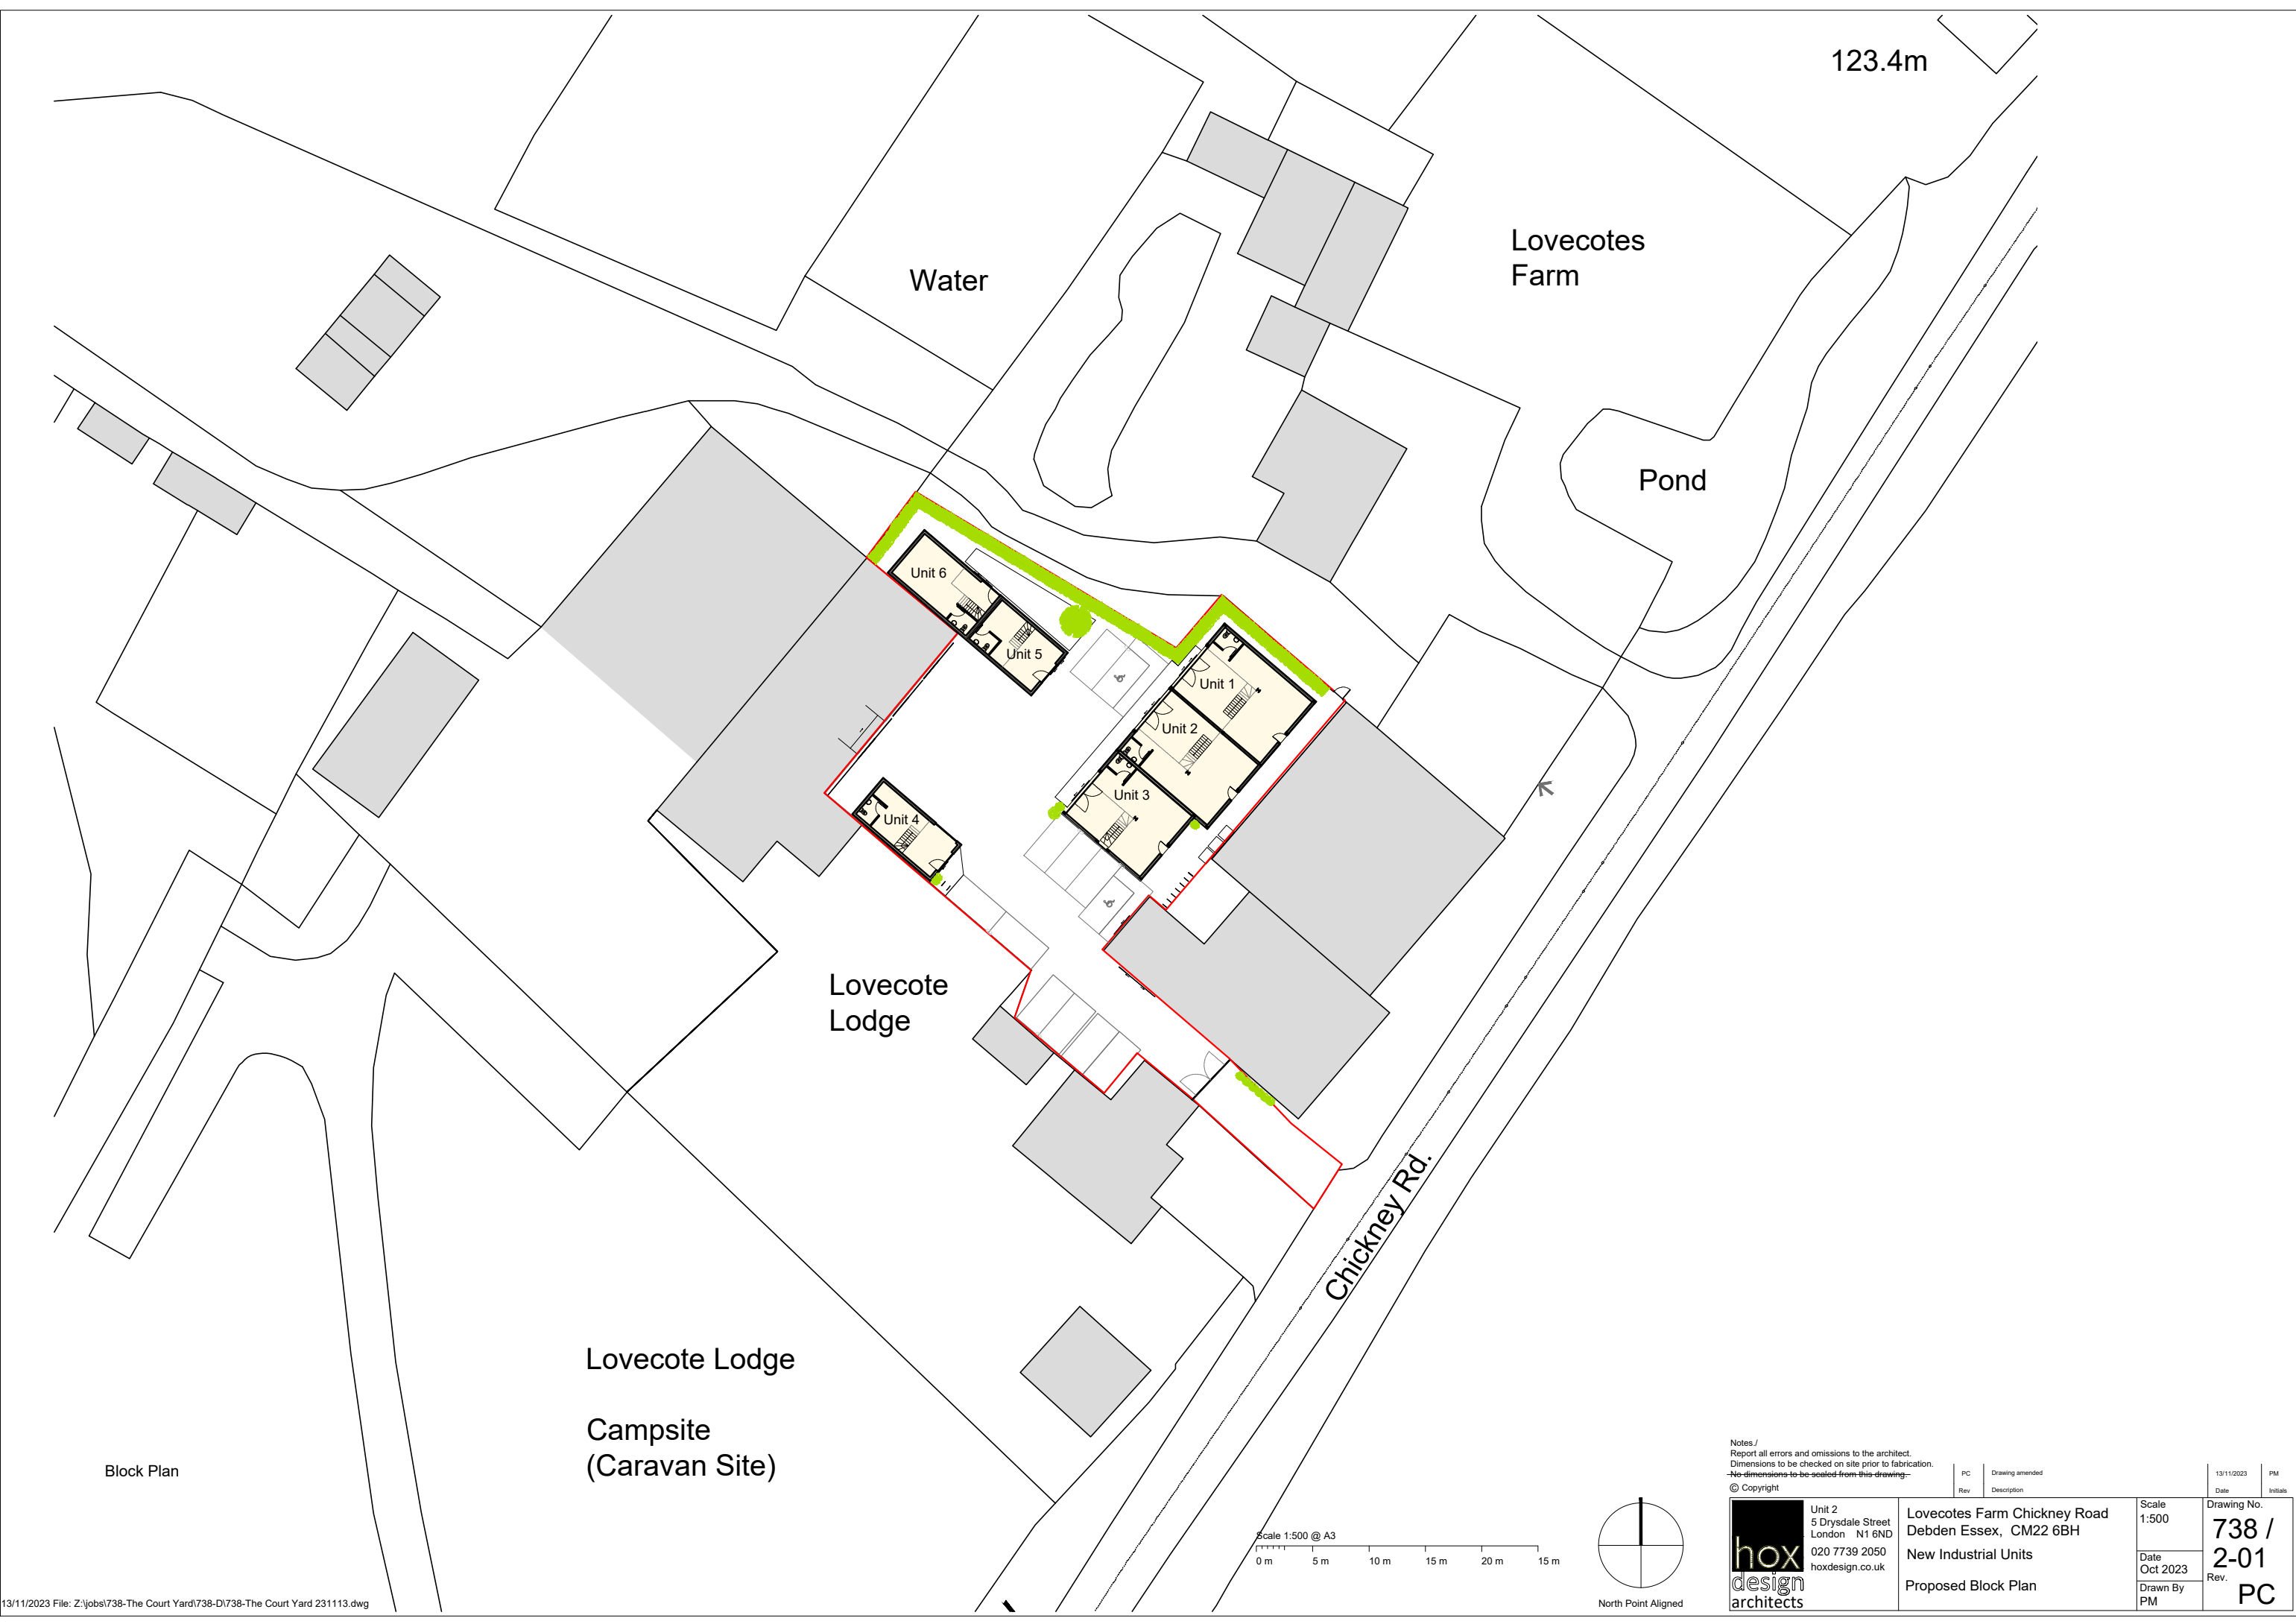 123.4m
Lovecotes
Farm
Water
Pond
Unit 6
Unit 5
Unit 1
Unit 2
Unit 3
Unit 4
Lovecote
Lodge
Chickney Rd.
Lovecote Lodge
Campsite
(Caravan Site)
Block Plan
Scale 1:500 @ A3
0 m 5 m 10 m 15 m 20 m 15 m
North Point Aligned
Notes./
Report all errors and omissions to the architect.
Dimensions to be checked on site prior to fabrication.
No dimensions to be scaled from this drawing.
© Copyright
PC Drawing amended 13/11/2023 PM
Rev Description Date Initials
hox
design
architects
Unit 2
5 Drysdale Street
London N1 6ND
020 7739 2050
hoxdesign.co.uk
Lovecotes Farm Chickney Road
Debden Essex, CM22 6BH
New Industrial Units
Proposed Block Plan
Scale
1:500
Date
Oct 2023
Drawn By
PM
Drawing No.
738 /
2-01
Rev.
PC
13/11/2023 File: Z:\jobs\738-The Court Yard\738-D\738-The Court Yard 231113.dwg